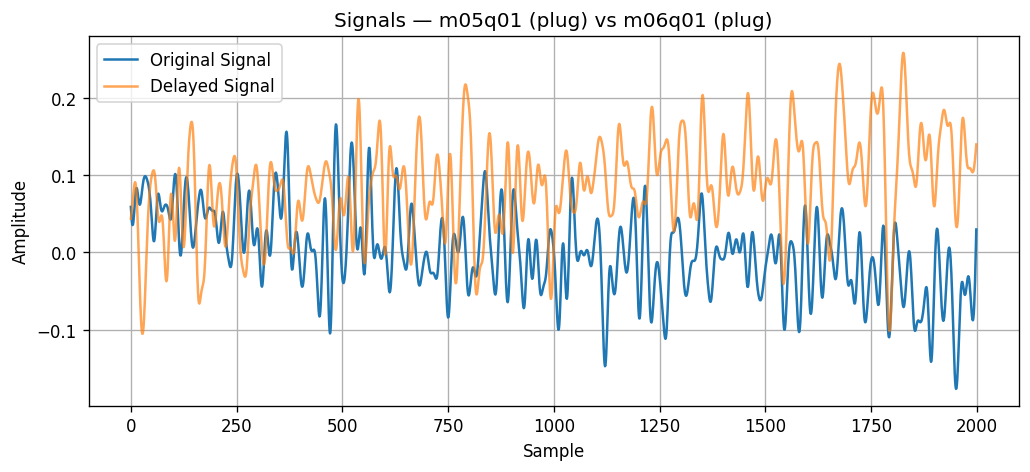 Signals — m05q01 (plug) vs m06q01 (plug)
Original Signal
Delayed Signal
Amplitude
0.2
0.1
0.0
−0.1
0 250 500 750 1000 1250 1500 1750 2000
Sample